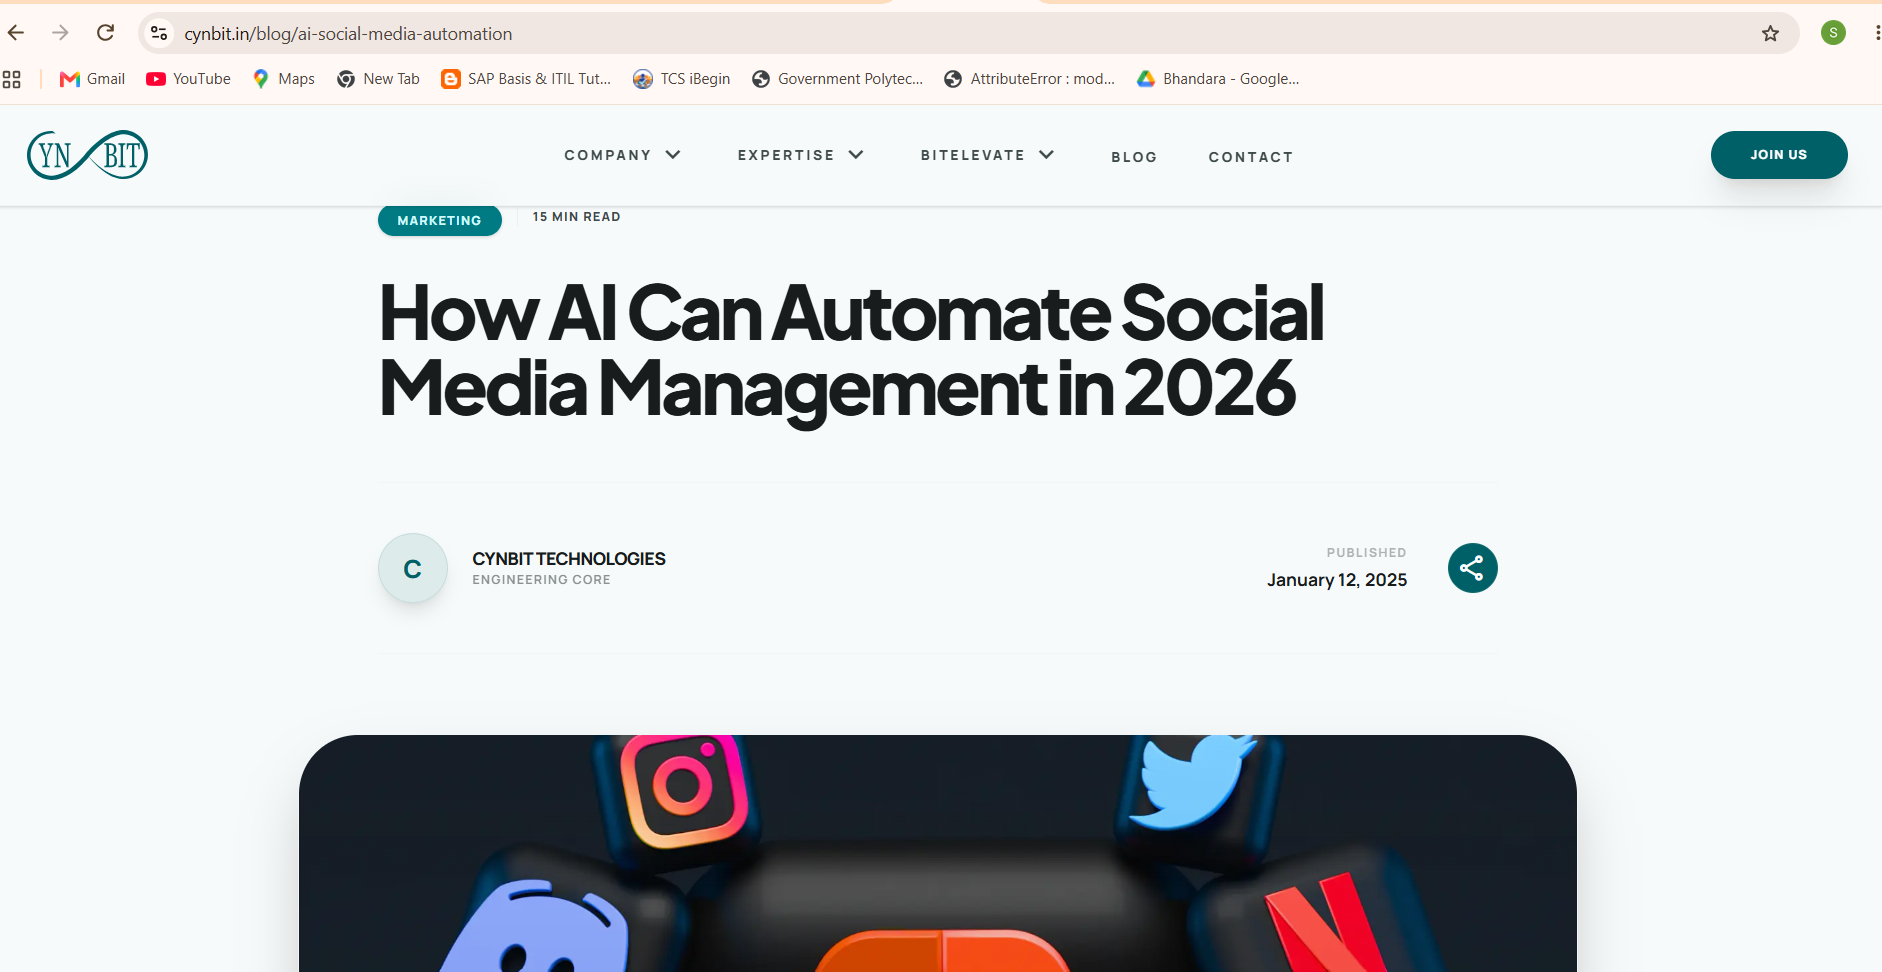 cynbit.in/blog/ai-social-media-automation
S
Gmail
YouTube
Maps
New Tab
SAP Basis & ITIL Tut...
TCS iBegin
Government Polytec...
AttributeError : mod...
Bhandara - Google...
YN BIT
COMPANY
EXPERTISE
BITELEVATE
BLOG
CONTACT
JOIN US
MARKETING
15 MIN READ
How AI Can Automate Social
Media Management in 2026
C
CYNBIT TECHNOLOGIES
ENGINEERING CORE
PUBLISHED
January 12, 2025